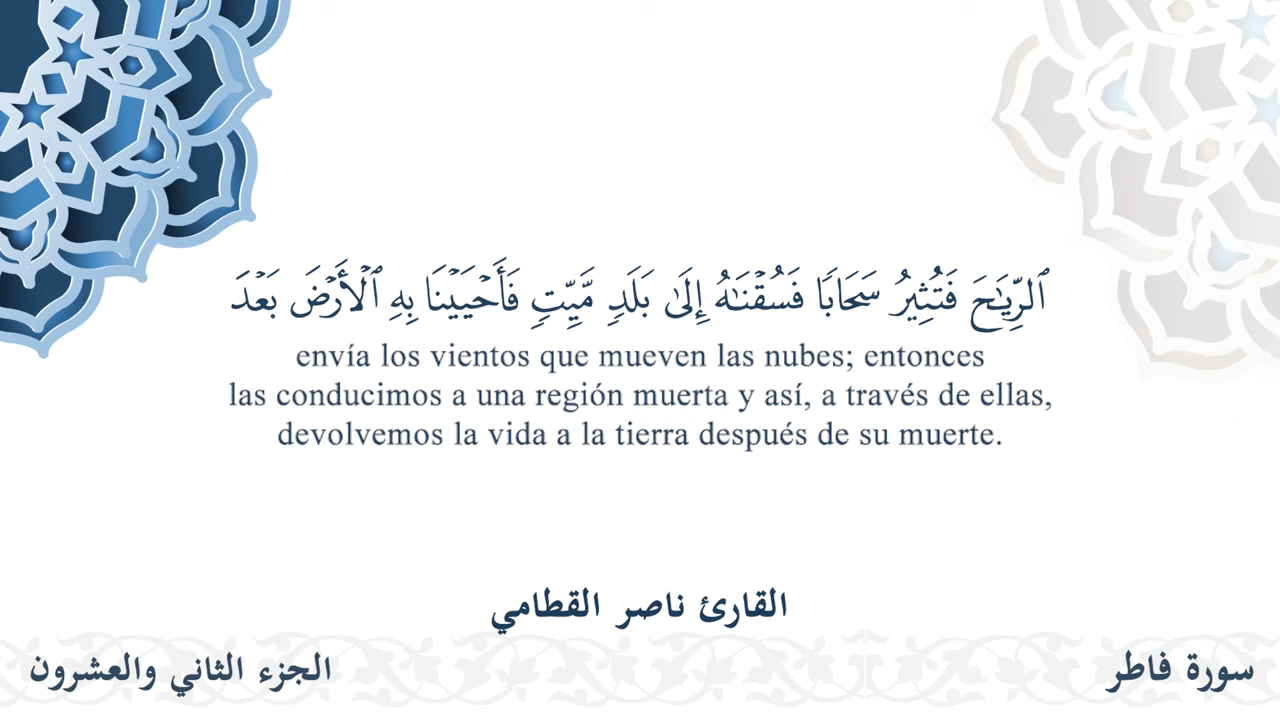 ٱلرِّيَـٰحَ فَتُثِيرُ سَحَابًا فَسُقْنَـٰهُ إِلَىٰ بَلَدٍ مَّيِّتٍ فَأَحْيَيْنَا بِهِ ٱلْأَرْضَ بَعْدَ
envía los vientos que mueven las nubes; entonces
las conducimos a una región muerta y así, a través de ellas,
devolvemos la vida a la tierra después de su muerte.
القارئ ناصر القطامي
سورة فاطر
الجزء الثاني والعشرون